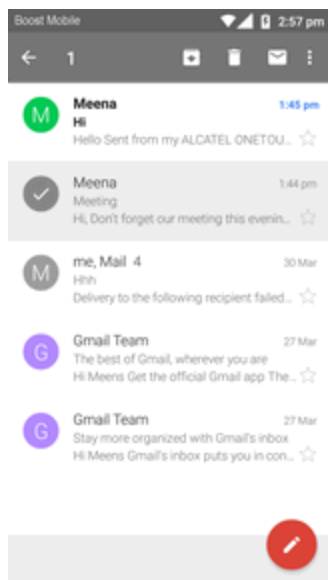 Boost Mobile 2:57 pm
1
M Meena 1:45 pm
Hi
Hello Sent from my ALCATEL ONETOU...
Meena 1:44 pm
Meeting
Hi, Don't forget our meeting this evenin...
M me, Mail 4 30 Mar
Hhh
Delivery to the following recipient failed...
G Gmail Team 27 Mar
The best of Gmail, wherever you are
Hi Meens Get the official Gmail app The...
G Gmail Team 27 Mar
Stay more organized with Gmail's inbox
Hi Meens Gmail's inbox puts you in con...